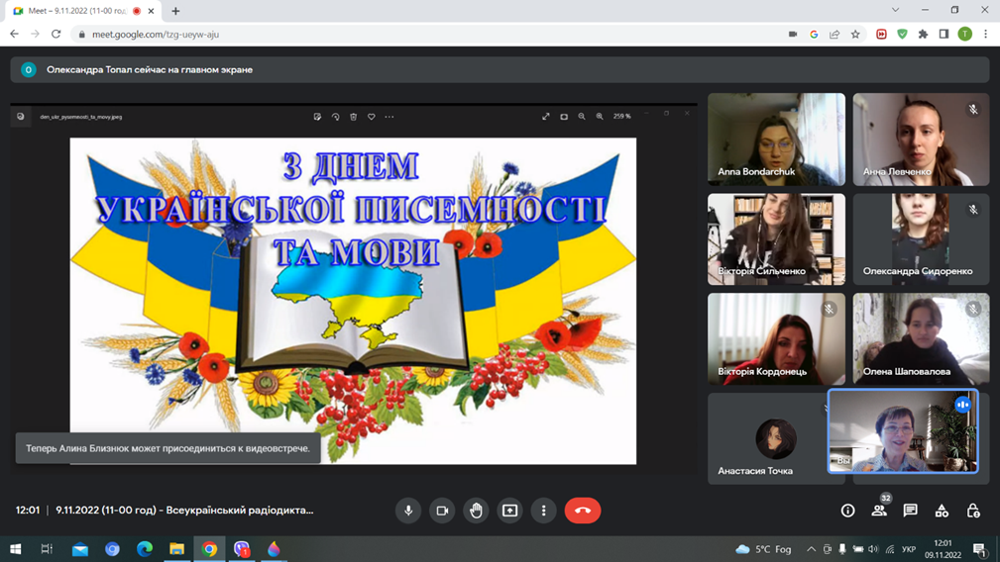 Meet – 9.11.2022 (11-00 год.
meet.google.com/tzg-ueyw-aju
T
O
Олександра Топал сейчас на главном экране
den_ukr_pysemnosti_ta_movy.jpeg
259 %
З ДНЕМ
УКРАЇНСЬКОЇ ПИСЕМНОСТІ
ТА МОВИ
Теперь Алина Близнюк может присоединиться к видеовстрече.
Anna Bondarchuk
Анна Левченко
Вікторія Сильченко
Олександра Сидоренко
Вікторія Кордонець
Олена Шаповалова
Анастасия Точка
Вы
12:01
9.11.2022 (11-00 год) - Всеукраїнський радіодикта...
32
5°C Fog
УКР
12:01
09.11.2022
1